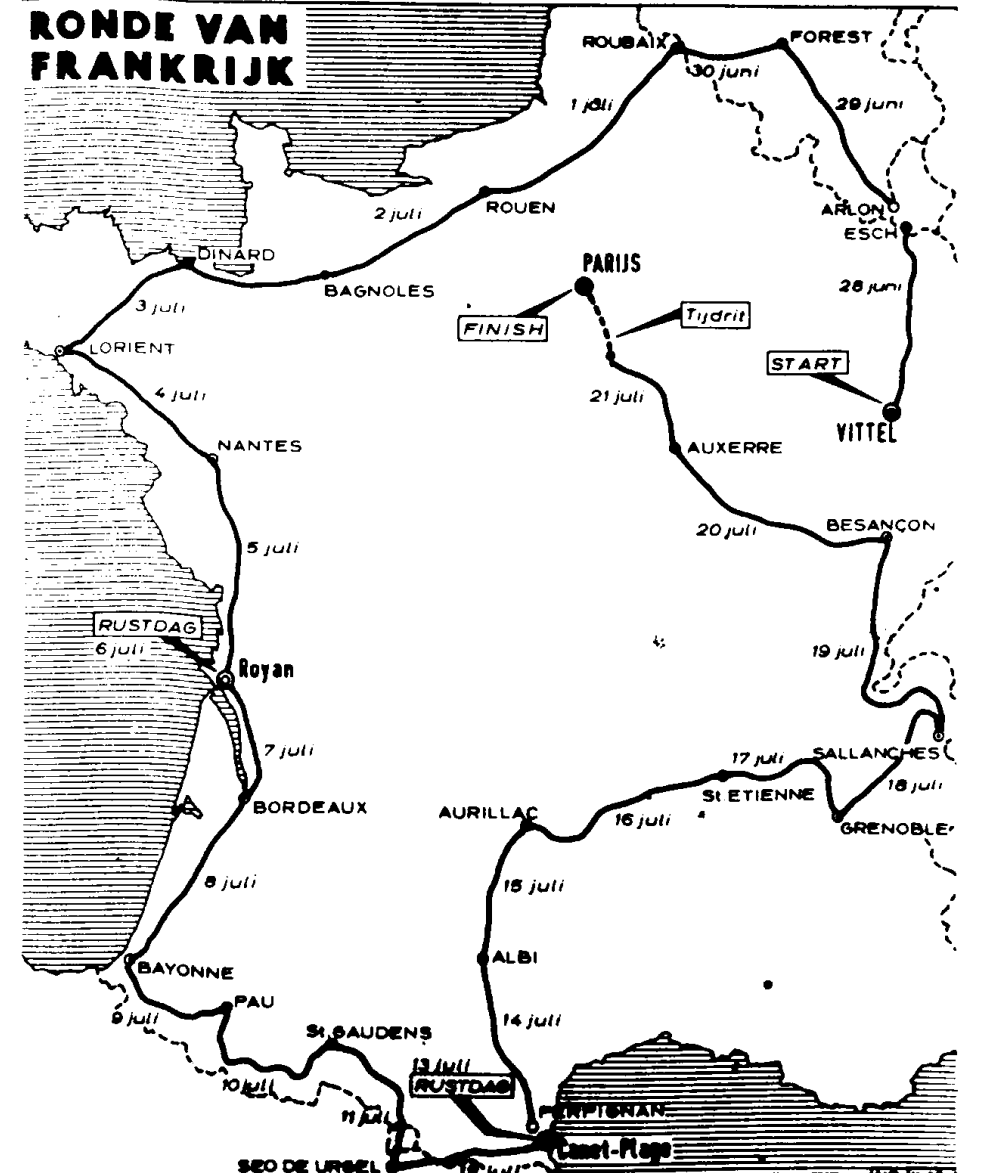 RONDE VAN
FRANKRIJK
ROUBAIX
FOREST
30 juni
1 juli
29 juni
ROUEN
ARLON
2 juli
ESCH
DINARD
PARIJS
28 juni
BAGNOLES
3 juli
FINISH
Tijdrit
LORIENT
START
4 juli
21 juli
VITTEL
NANTES
AUXERRE
20 juli
BESANÇON
5 juli
RUSTDAG
6 juli
19 juli
Royan
7 juli
17 juli
SALLANCHES
18 juli
St ETIENNE
BORDEAUX
AURILLAC
16 juli
GRENOBLE
8 juli
15 juli
ALBI
BAYONNE
PAU
9 juli
14 juli
St. GAUDENS
13 juli
10 juli
RUSTDAG
11 juli
PERPIGNAN
Canet-Plage
SEO DE URGEL
12 juli